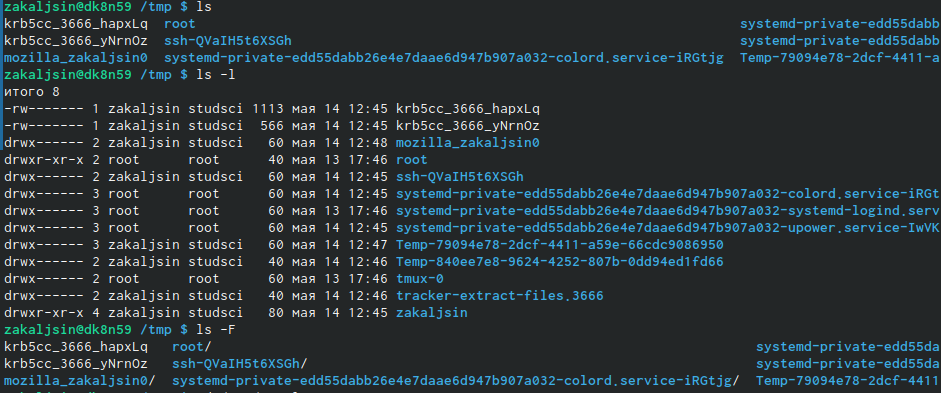 zakaljsin@dk8n59 /tmp $ ls
krb5cc_3666_hapxLq  root                                                                     systemd-private-edd55dabb
krb5cc_3666_yNrnOz  ssh-QVaIH5t6XSGh                                                         systemd-private-edd55dabb
mozilla_zakaljsin0  systemd-private-edd55dabb26e4e7daae6d947b907a032-colord.service-iRGtjg  Temp-79094e78-2dcf-4411-a
zakaljsin@dk8n59 /tmp $ ls -l
итого 8
-rw------- 1 zakaljsin studsci 1113 мая 14 12:45 krb5cc_3666_hapxLq
-rw------- 1 zakaljsin studsci  566 мая 14 12:45 krb5cc_3666_yNrnOz
drwx------ 2 zakaljsin studsci   60 мая 14 12:48 mozilla_zakaljsin0
drwxr-xr-x 2 root      root      40 мая 13 17:46 root
drwx------ 2 zakaljsin studsci   60 мая 14 12:45 ssh-QVaIH5t6XSGh
drwx------ 3 root      root      60 мая 14 12:45 systemd-private-edd55dabb26e4e7daae6d947b907a032-colord.service-iRGt
drwx------ 3 root      root      60 мая 13 17:46 systemd-private-edd55dabb26e4e7daae6d947b907a032-systemd-logind.serv
drwx------ 3 root      root      60 мая 14 12:45 systemd-private-edd55dabb26e4e7daae6d947b907a032-upower.service-IwVK
drwx------ 3 zakaljsin studsci   60 мая 14 12:47 Temp-79094e78-2dcf-4411-a59e-66cdc9086950
drwx------ 2 zakaljsin studsci   40 мая 14 12:46 Temp-840ee7e8-9624-4252-807b-0dd94ed1fd66
drwx------ 2 root      root      60 мая 13 17:46 tmux-0
drwx------ 2 zakaljsin studsci   40 мая 14 12:46 tracker-extract-files.3666
drwxr-xr-x 4 zakaljsin studsci   80 мая 14 12:45 zakaljsin
zakaljsin@dk8n59 /tmp $ ls -F
krb5cc_3666_hapxLq   root/                                                                     systemd-private-edd55da
krb5cc_3666_yNrnOz   ssh-QVaIH5t6XSGh/                                                         systemd-private-edd55da
mozilla_zakaljsin0/  systemd-private-edd55dabb26e4e7daae6d947b907a032-colord.service-iRGtjg/  Temp-79094e78-2dcf-4411